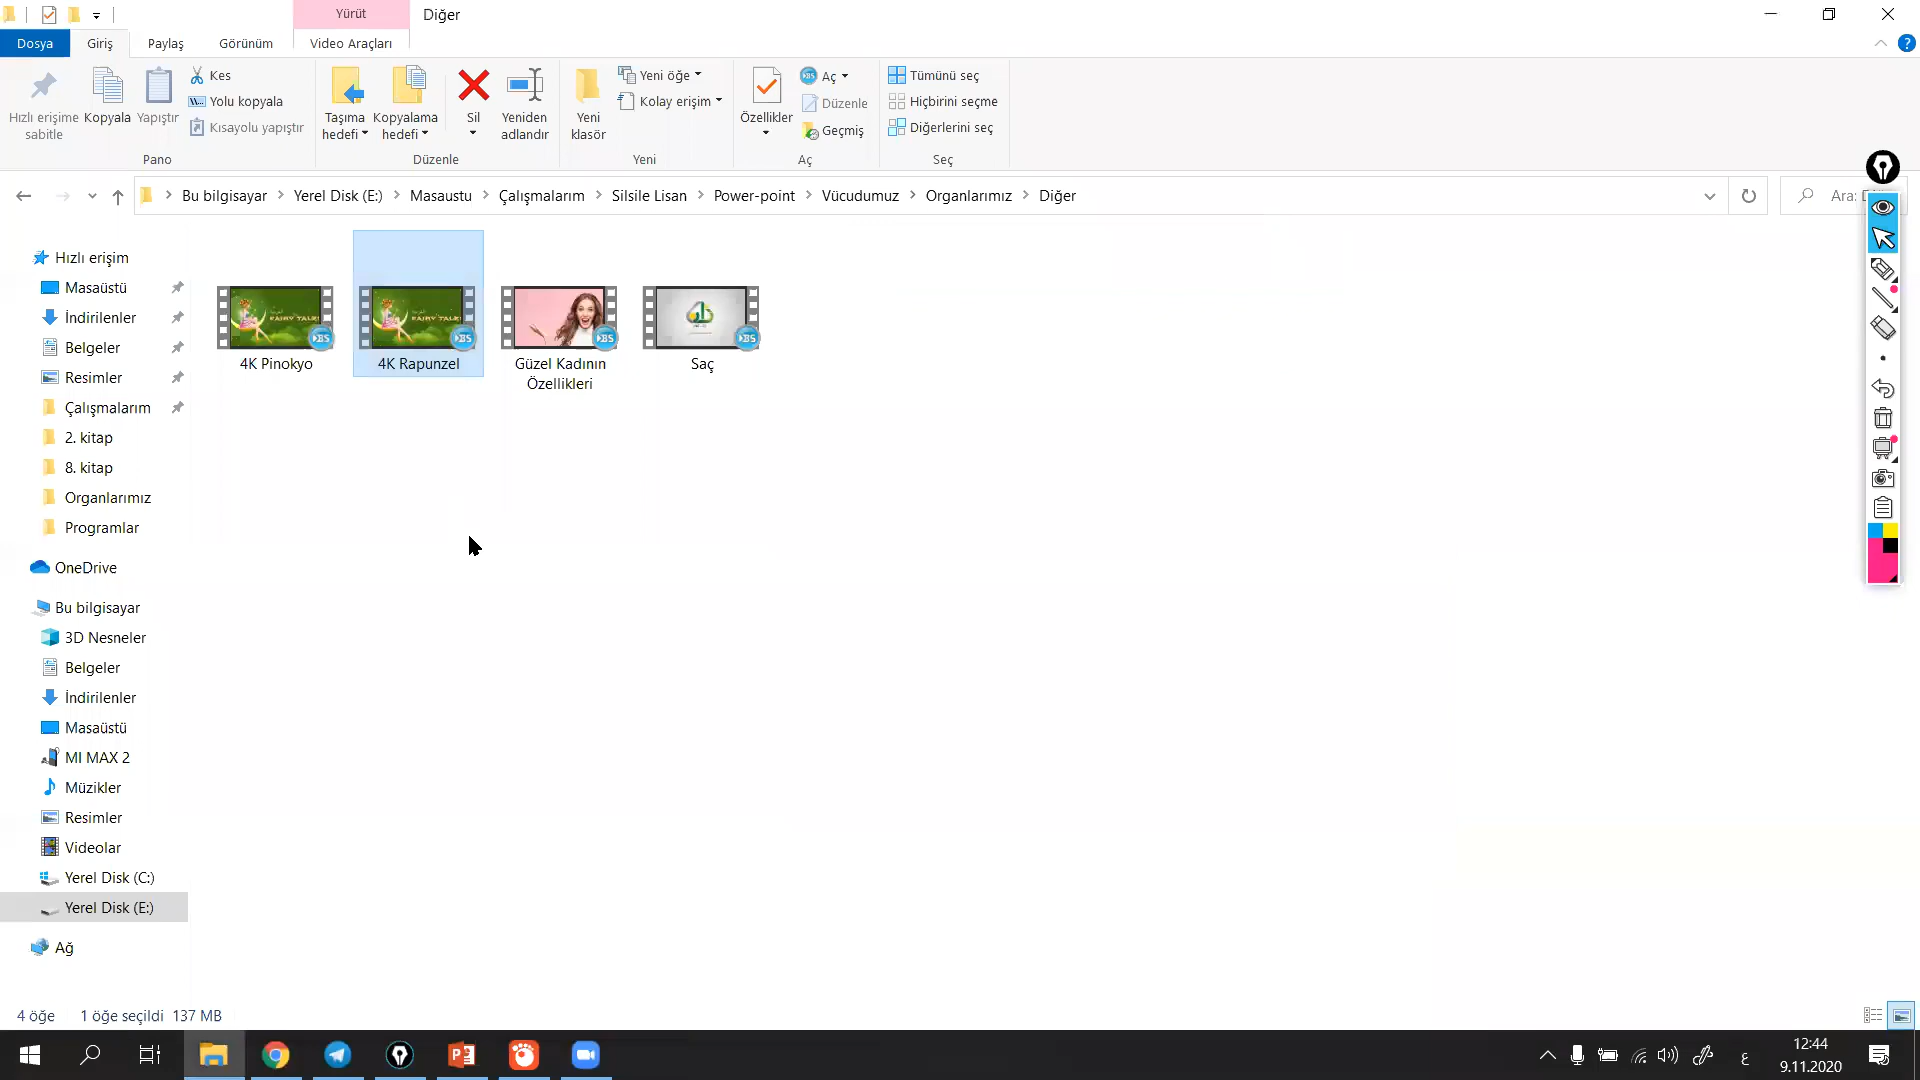 Yürüt
Diğer
Dosya
Giriş
Paylaş
Görünüm
Video Araçları
Hızlı erişime
sabitle
Kopyala
Yapıştır
Kes
Yolu kopyala
Kısayolu yapıştır
Pano
Taşıma
hedefi
Kopyalama
hedefi
Sil
Yeniden
adlandır
Düzenle
Yeni
klasör
Yeni öğe
Kolay erişim
Yeni
Özellikler
Aç
Düzenle
Geçmiş
Aç
Tümünü seç
Hiçbirini seçme
Diğerlerini seç
Seç
Bu bilgisayar
Yerel Disk (E:)
Masaustu
Çalışmalarım
Silsile Lisan
Power-point
Vücudumuz
Organlarımız
Diğer
Ara:
Hızlı erişim
Masaüstü
İndirilenler
Belgeler
Resimler
Çalışmalarım
2. kitap
8. kitap
Organlarımız
Programlar
OneDrive
Bu bilgisayar
3D Nesneler
Belgeler
İndirilenler
Masaüstü
MI MAX 2
Müzikler
Resimler
Videolar
Yerel Disk (C:)
Yerel Disk (E:)
Ağ
4K Pinokyo
4K Rapunzel
Güzel Kadının
Özellikleri
Saç
4 öğe
1 öğe seçildi 137 MB
ع
12:44
9.11.2020